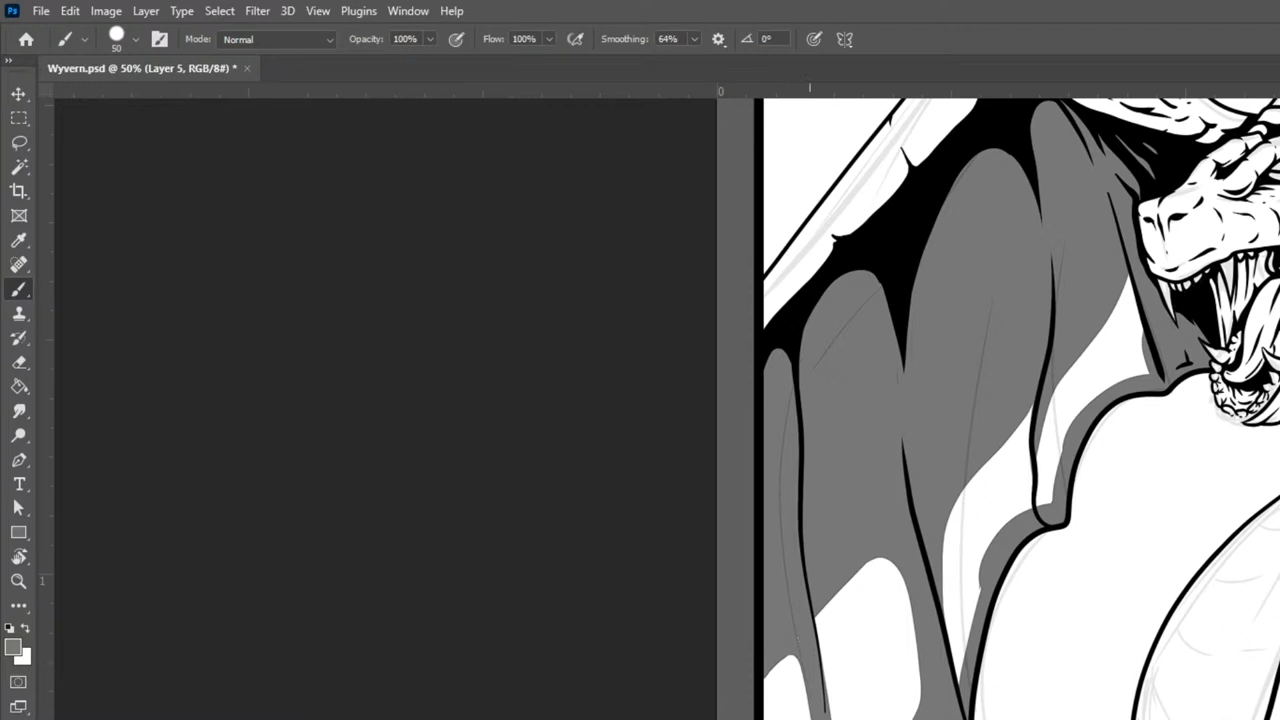 Ps File Edit Image Layer Type Select Filter 3D View Plugins Window Help
50 Mode: Normal Opacity: 100% Flow: 100% Smoothing: 64% 0°
Wyvern.psd @ 50% (Layer 5, RGB/8#) * ×
0
1